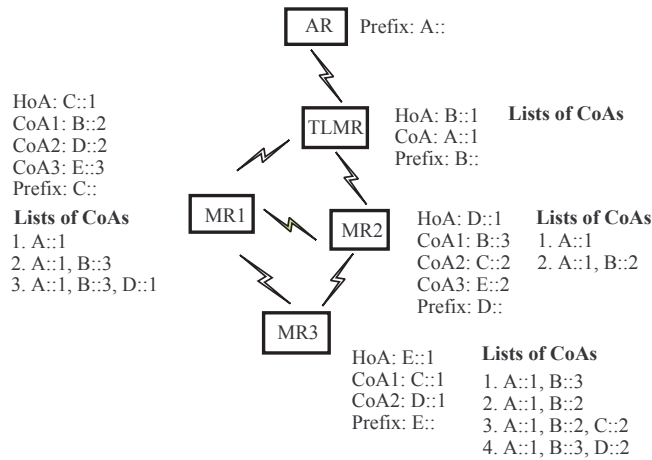 AR
Prefix: A::
TLMR
HoA: B::1
CoA: A::1
Prefix: B::
Lists of CoAs
HoA: C::1
CoA1: B::2
CoA2: D::2
CoA3: E::3
Prefix: C::
Lists of CoAs
1. A::1
2. A::1, B::3
3. A::1, B::3, D::1
MR1
MR2
HoA: D::1
CoA1: B::3
CoA2: C::2
CoA3: E::2
Prefix: D::
Lists of CoAs
1. A::1
2. A::1, B::2
MR3
HoA: E::1
CoA1: C::1
CoA2: D::1
Prefix: E::
Lists of CoAs
1. A::1, B::3
2. A::1, B::2
3. A::1, B::2, C::2
4. A::1, B::3, D::2